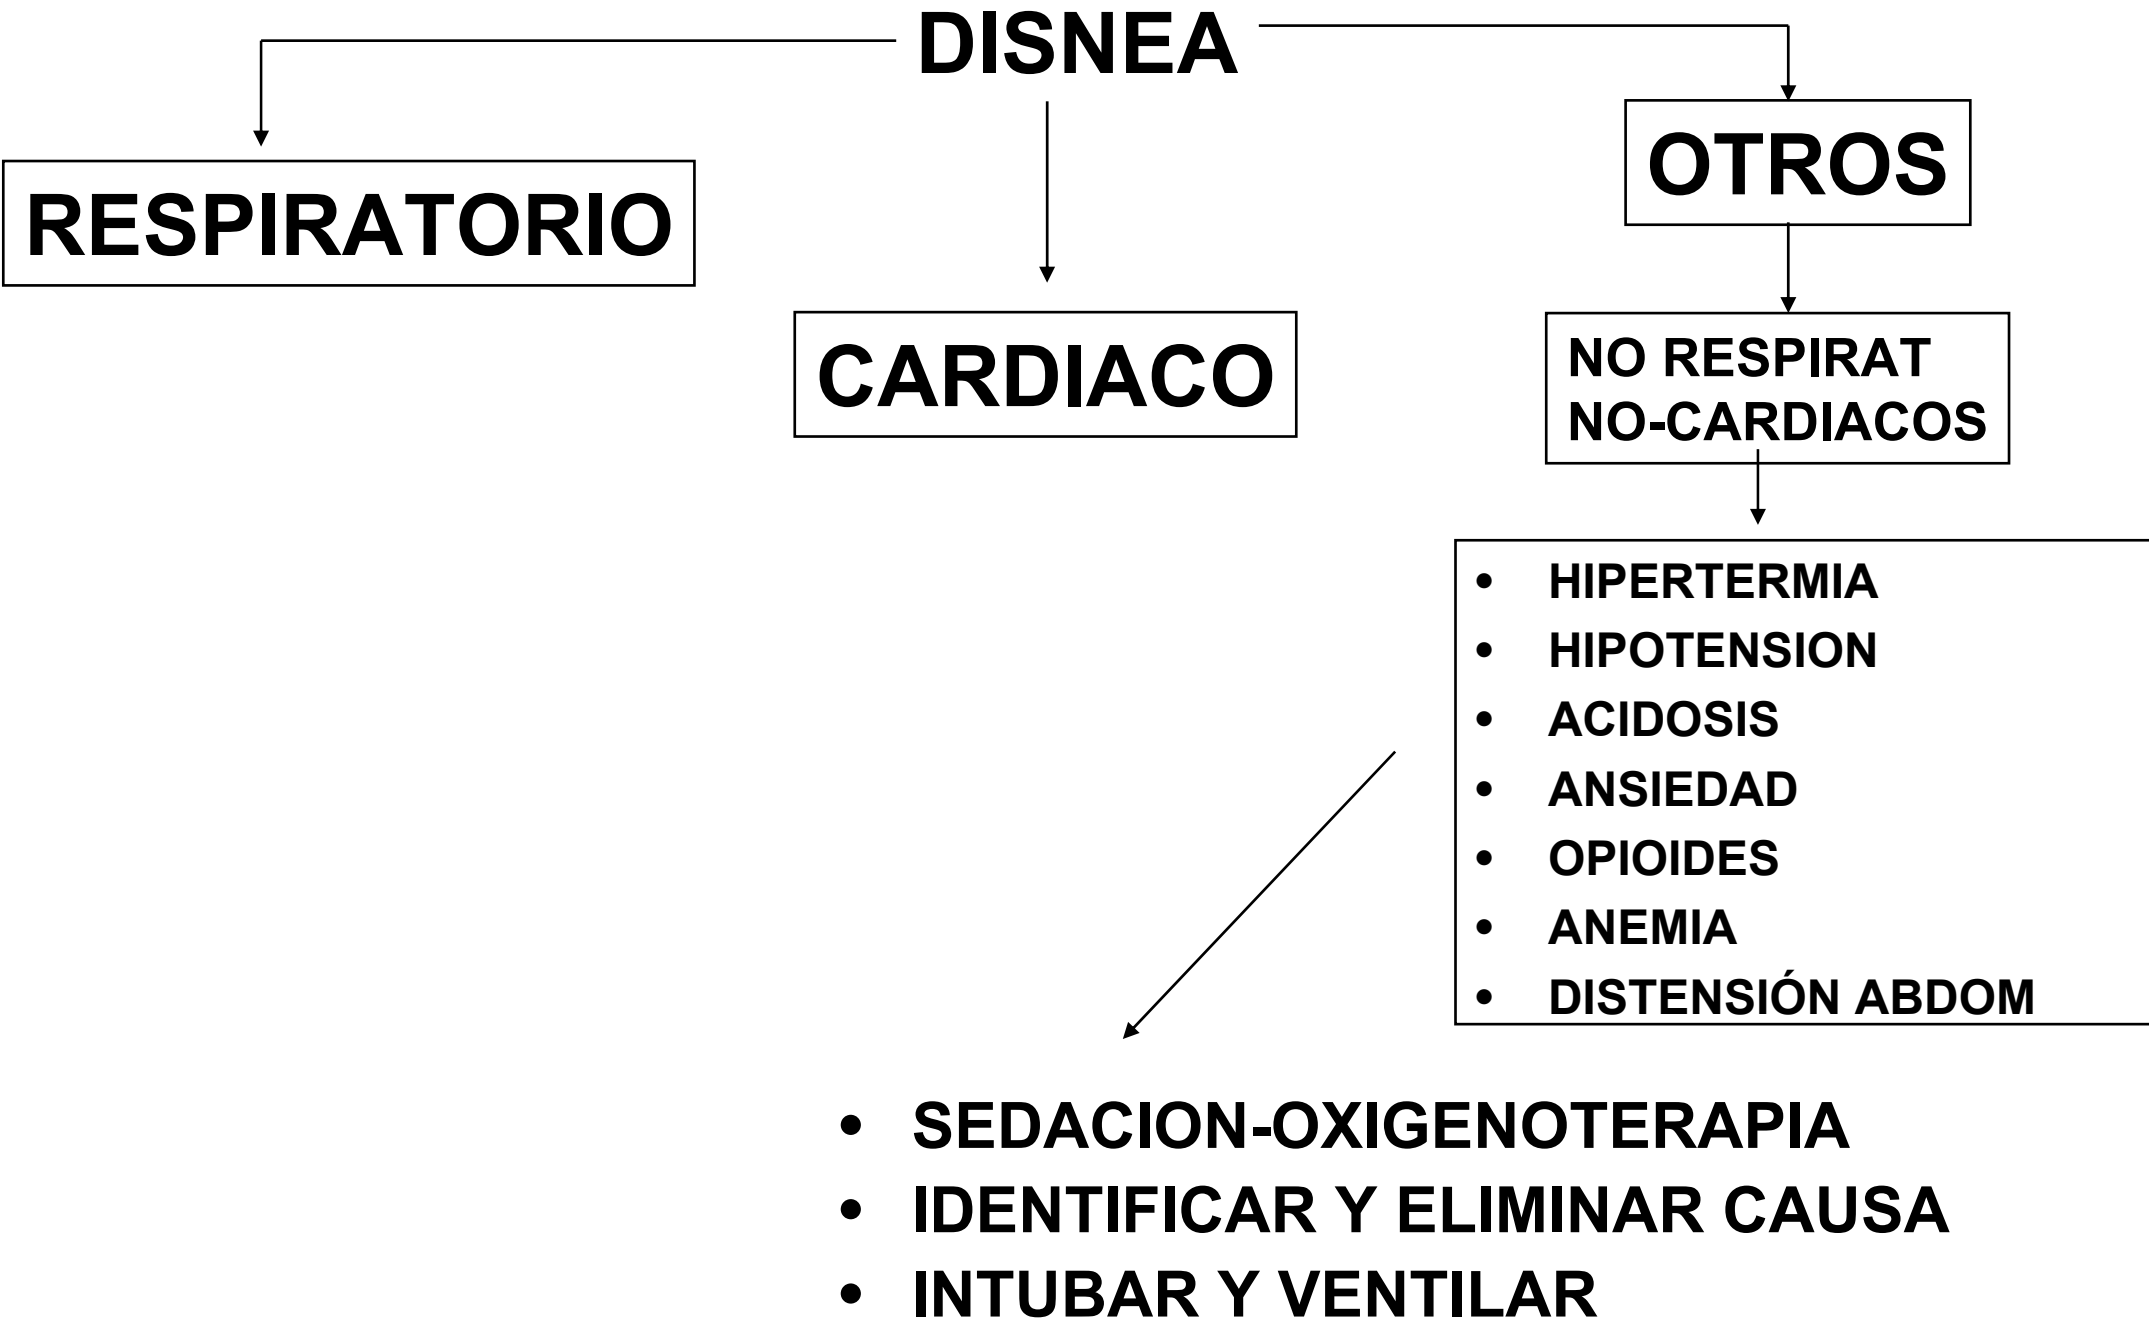 DISNEA
RESPIRATORIO
CARDIACO
OTROS
NO RESPIRAT
NO-CARDIACOS
• HIPERTERMIA
• HIPOTENSION
• ACIDOSIS
• ANSIEDAD
• OPIOIDES
• ANEMIA
• DISTENSIÓN ABDOM
• SEDACION-OXIGENOTERAPIA
• IDENTIFICAR Y ELIMINAR CAUSA
• INTUBAR Y VENTILAR